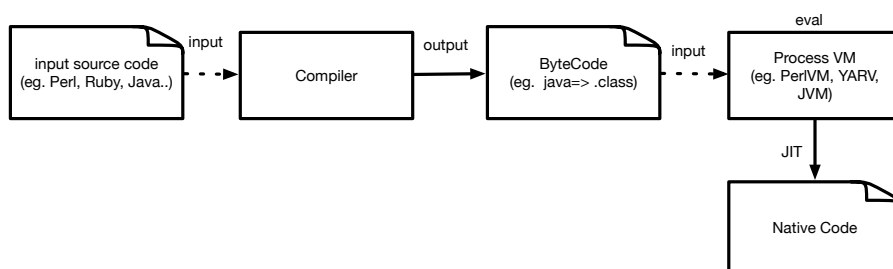 input source code
(eg. Perl, Ruby, Java..)
input
Compiler
output
ByteCode
(eg. java=> .class)
input
eval
Process VM
(eg. PerlVM, YARV,
JVM)
JIT
Native Code